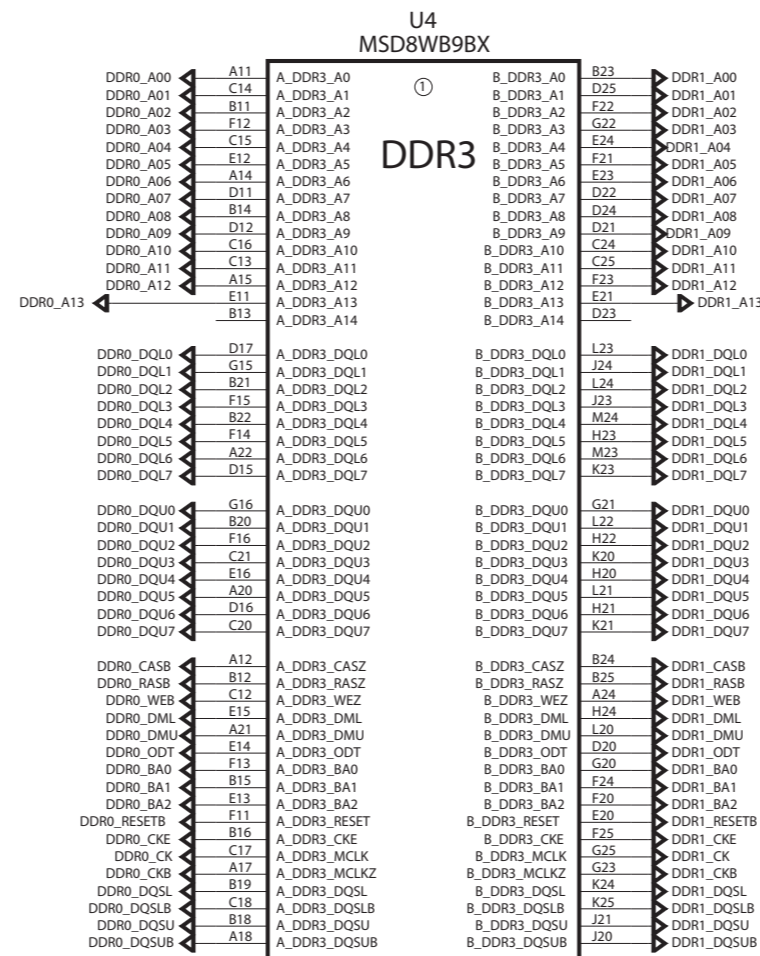 U4
MSD8WB9BX
①
DDR3
DDR0_A00 A11 A_DDR3_A0 B_DDR3_A0 B23 DDR1_A00
DDR0_A01 C14 A_DDR3_A1 B_DDR3_A1 D25 DDR1_A01
DDR0_A02 B11 A_DDR3_A2 B_DDR3_A2 F22 DDR1_A02
DDR0_A03 F12 A_DDR3_A3 B_DDR3_A3 G22 DDR1_A03
DDR0_A04 C15 A_DDR3_A4 B_DDR3_A4 E24 DDR1_A04
DDR0_A05 E12 A_DDR3_A5 B_DDR3_A5 F21 DDR1_A05
DDR0_A06 A14 A_DDR3_A6 B_DDR3_A6 E23 DDR1_A06
DDR0_A07 D11 A_DDR3_A7 B_DDR3_A7 D22 DDR1_A07
DDR0_A08 B14 A_DDR3_A8 B_DDR3_A8 D24 DDR1_A08
DDR0_A09 D12 A_DDR3_A9 B_DDR3_A9 D21 DDR1_A09
DDR0_A10 C16 A_DDR3_A10 B_DDR3_A10 C24 DDR1_A10
DDR0_A11 C13 A_DDR3_A11 B_DDR3_A11 C25 DDR1_A11
DDR0_A12 A15 A_DDR3_A12 B_DDR3_A12 F23 DDR1_A12
DDR0_A13 E11 A_DDR3_A13 B_DDR3_A13 E21 DDR1_A13
B13 A_DDR3_A14 B_DDR3_A14 D23
DDR0_DQL0 D17 A_DDR3_DQL0 B_DDR3_DQL0 L23 DDR1_DQL0
DDR0_DQL1 G15 A_DDR3_DQL1 B_DDR3_DQL1 J24 DDR1_DQL1
DDR0_DQL2 B21 A_DDR3_DQL2 B_DDR3_DQL2 L24 DDR1_DQL2
DDR0_DQL3 F15 A_DDR3_DQL3 B_DDR3_DQL3 J23 DDR1_DQL3
DDR0_DQL4 B22 A_DDR3_DQL4 B_DDR3_DQL4 M24 DDR1_DQL4
DDR0_DQL5 F14 A_DDR3_DQL5 B_DDR3_DQL5 H23 DDR1_DQL5
DDR0_DQL6 A22 A_DDR3_DQL6 B_DDR3_DQL6 M23 DDR1_DQL6
DDR0_DQL7 D15 A_DDR3_DQL7 B_DDR3_DQL7 K23 DDR1_DQL7
DDR0_DQU0 G16 A_DDR3_DQU0 B_DDR3_DQU0 G21 DDR1_DQU0
DDR0_DQU1 B20 A_DDR3_DQU1 B_DDR3_DQU1 L22 DDR1_DQU1
DDR0_DQU2 F16 A_DDR3_DQU2 B_DDR3_DQU2 H22 DDR1_DQU2
DDR0_DQU3 C21 A_DDR3_DQU3 B_DDR3_DQU3 K20 DDR1_DQU3
DDR0_DQU4 E16 A_DDR3_DQU4 B_DDR3_DQU4 H20 DDR1_DQU4
DDR0_DQU5 A20 A_DDR3_DQU5 B_DDR3_DQU5 L21 DDR1_DQU5
DDR0_DQU6 D16 A_DDR3_DQU6 B_DDR3_DQU6 H21 DDR1_DQU6
DDR0_DQU7 C20 A_DDR3_DQU7 B_DDR3_DQU7 K21 DDR1_DQU7
DDR0_CASB A12 A_DDR3_CASZ B_DDR3_CASZ B24 DDR1_CASB
DDR0_RASB B12 A_DDR3_RASZ B_DDR3_RASZ B25 DDR1_RASB
DDR0_WEB C12 A_DDR3_WEZ B_DDR3_WEZ A24 DDR1_WEB
DDR0_DML E15 A_DDR3_DML B_DDR3_DML H24 DDR1_DML
DDR0_DMU A21 A_DDR3_DMU B_DDR3_DMU L20 DDR1_DMU
DDR0_ODT E14 A_DDR3_ODT B_DDR3_ODT D20 DDR1_ODT
DDR0_BA0 F13 A_DDR3_BA0 B_DDR3_BA0 G20 DDR1_BA0
DDR0_BA1 B15 A_DDR3_BA1 B_DDR3_BA1 F24 DDR1_BA1
DDR0_BA2 E13 A_DDR3_BA2 B_DDR3_BA2 F20 DDR1_BA2
DDR0_RESETB F11 A_DDR3_RESET B_DDR3_RESET E20 DDR1_RESETB
DDR0_CKE B16 A_DDR3_CKE B_DDR3_CKE F25 DDR1_CKE
DDR0_CK C17 A_DDR3_MCLK B_DDR3_MCLK G25 DDR1_CK
DDR0_CKB A17 A_DDR3_MCLKZ B_DDR3_MCLKZ G23 DDR1_CKB
DDR0_DQSL B19 A_DDR3_DQSL B_DDR3_DQSL K24 DDR1_DQSL
DDR0_DQSLB C18 A_DDR3_DQSLB B_DDR3_DQSLB K25 DDR1_DQSLB
DDR0_DQSU B18 A_DDR3_DQSU B_DDR3_DQSU J21 DDR1_DQSU
DDR0_DQSUB A18 A_DDR3_DQSUB B_DDR3_DQSUB J20 DDR1_DQSUB